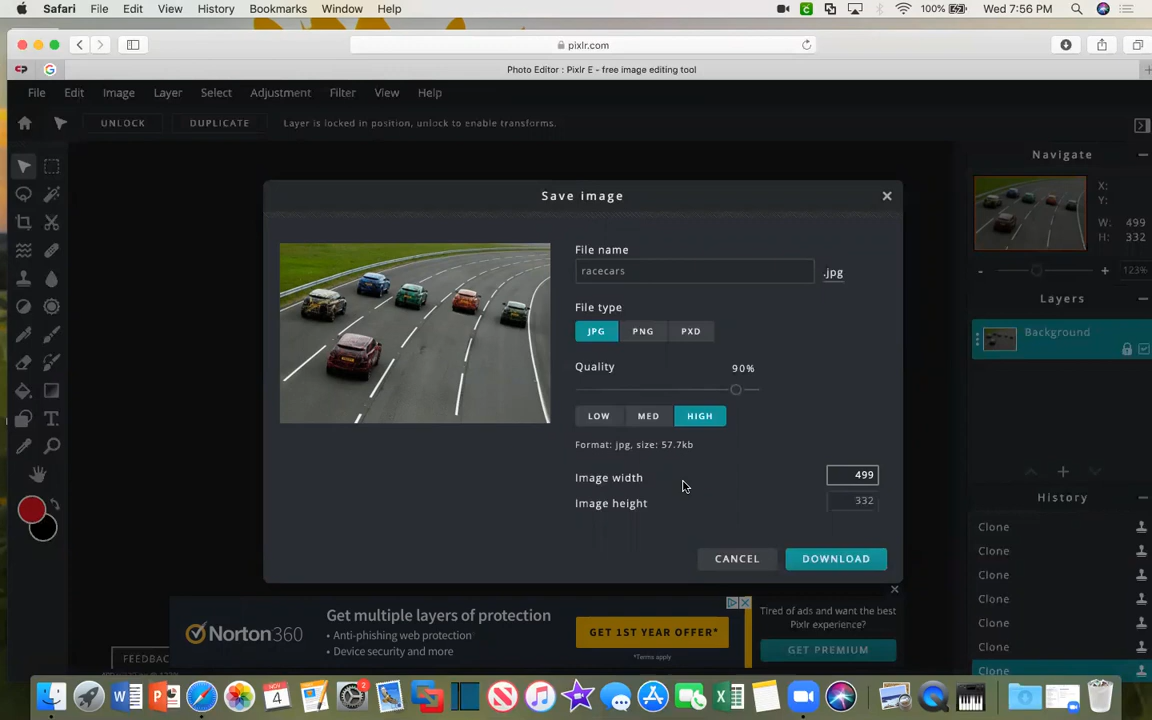 Safari File Edit View History Bookmarks Window Help 100% Wed 7:56 PM
pixlr.com
Photo Editor : Pixlr E - free image editing tool
File Edit Image Layer Select Adjustment Filter View Help
UNLOCK DUPLICATE Layer is locked in position, unlock to enable transforms.
Navigate
X:
Y:
W: 499
H: 332
- + 123%
Layers
Background
History
Clone
Clone
Clone
Clone
Clone
Clone
Clone
Save image
File name
racecars .jpg
File type
JPG PNG PXD
Quality 90%
LOW MED HIGH
Format: jpg, size: 57.7kb
Image width 499
Image height 332
CANCEL DOWNLOAD
norton360
Get multiple layers of protection
• Anti-phishing web protection
• Device security and more
GET 1ST YEAR OFFER*
*Terms apply
Tired of ads and want the best
Pixlr experience?
GET PREMIUM
FEEDBAC
NOV
4
2